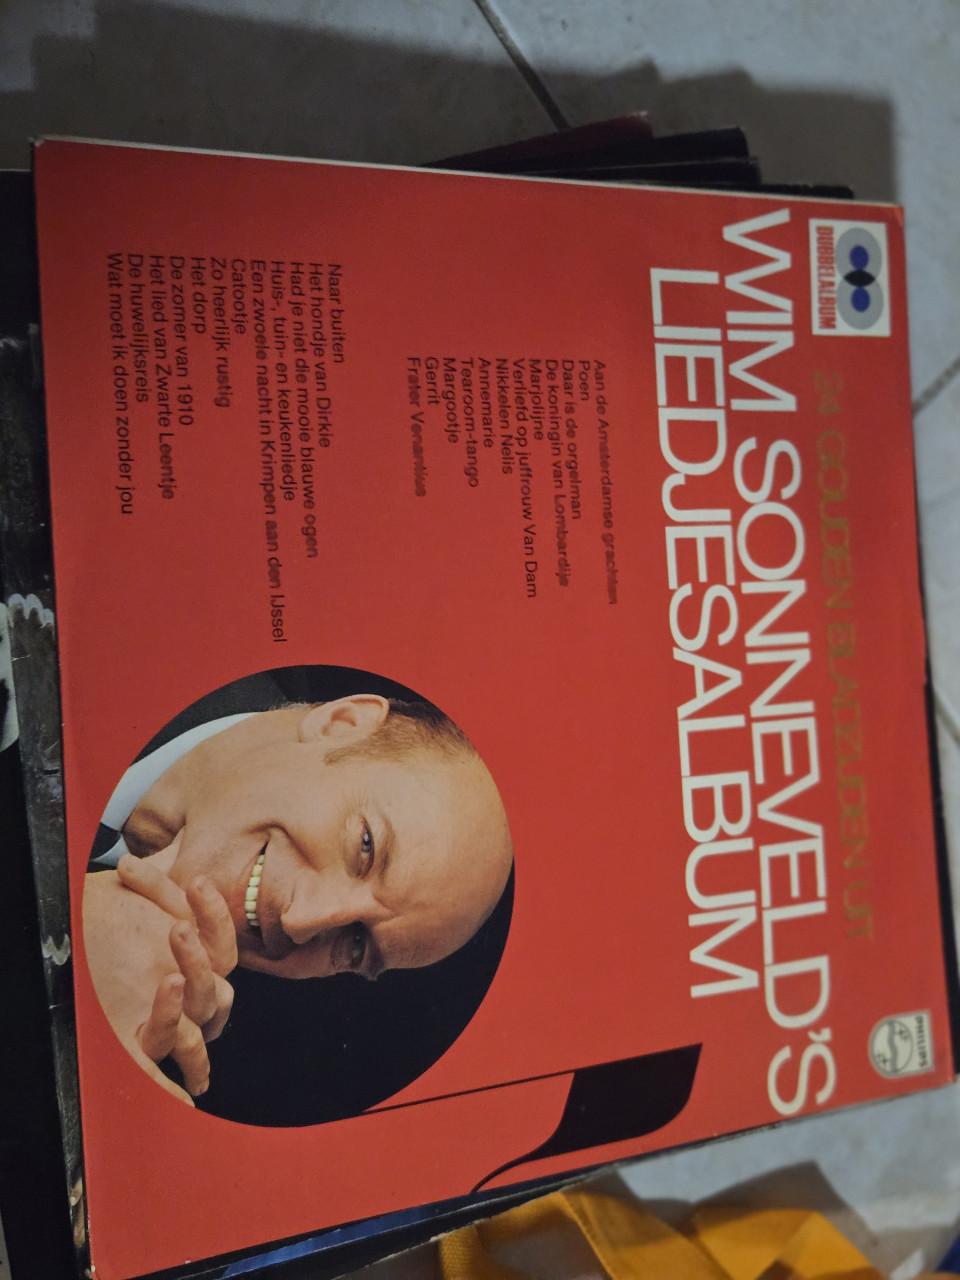 DUBBELALBUM
24 GOUDEN BLADZIJDEN UIT
PHILIPS
WIM SONNEVELD'S
LIEDJESALBUM
Aan de Amsterdamse grachten
Poen
Daar is de orgelman
De koningin van Lombardije
Marjolijne
Verliefd op juffrouw Van Dam
Nikkelen Nelis
Annemarie
Tearoom-tango
Margootje
Gerrit
Frater Venantius
Naar buiten
Het hondje van Dirkie
Had je niet die mooie blauwe ogen
Huis-, tuin- en keukenliedje
Een zwoele nacht in Krimpen aan den IJssel
Catootje
Zo heerlijk rustig
Het dorp
De zomer van 1910
Het lied van Zwarte Leentje
De huwelijksreis
Wat moet ik doen zonder jou